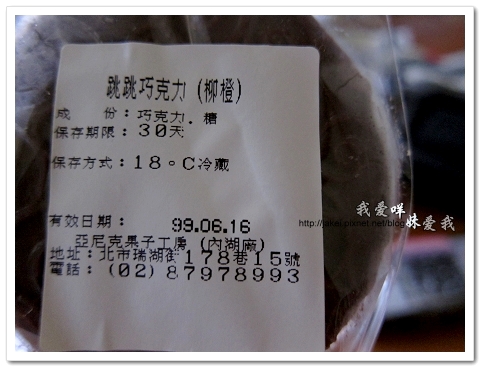 跳跳巧克力 (柳橙)
成　份：巧克力．糖
保存期限：30天
保存方式：18。C冷藏
有效日期：　99.06.16
亞尼克菓子工房 (內湖廠)
地址：北市瑞湖街178巷15號
電話：(02)87978993
我愛咩
http://jokel.planet.net/blog
妹愛我